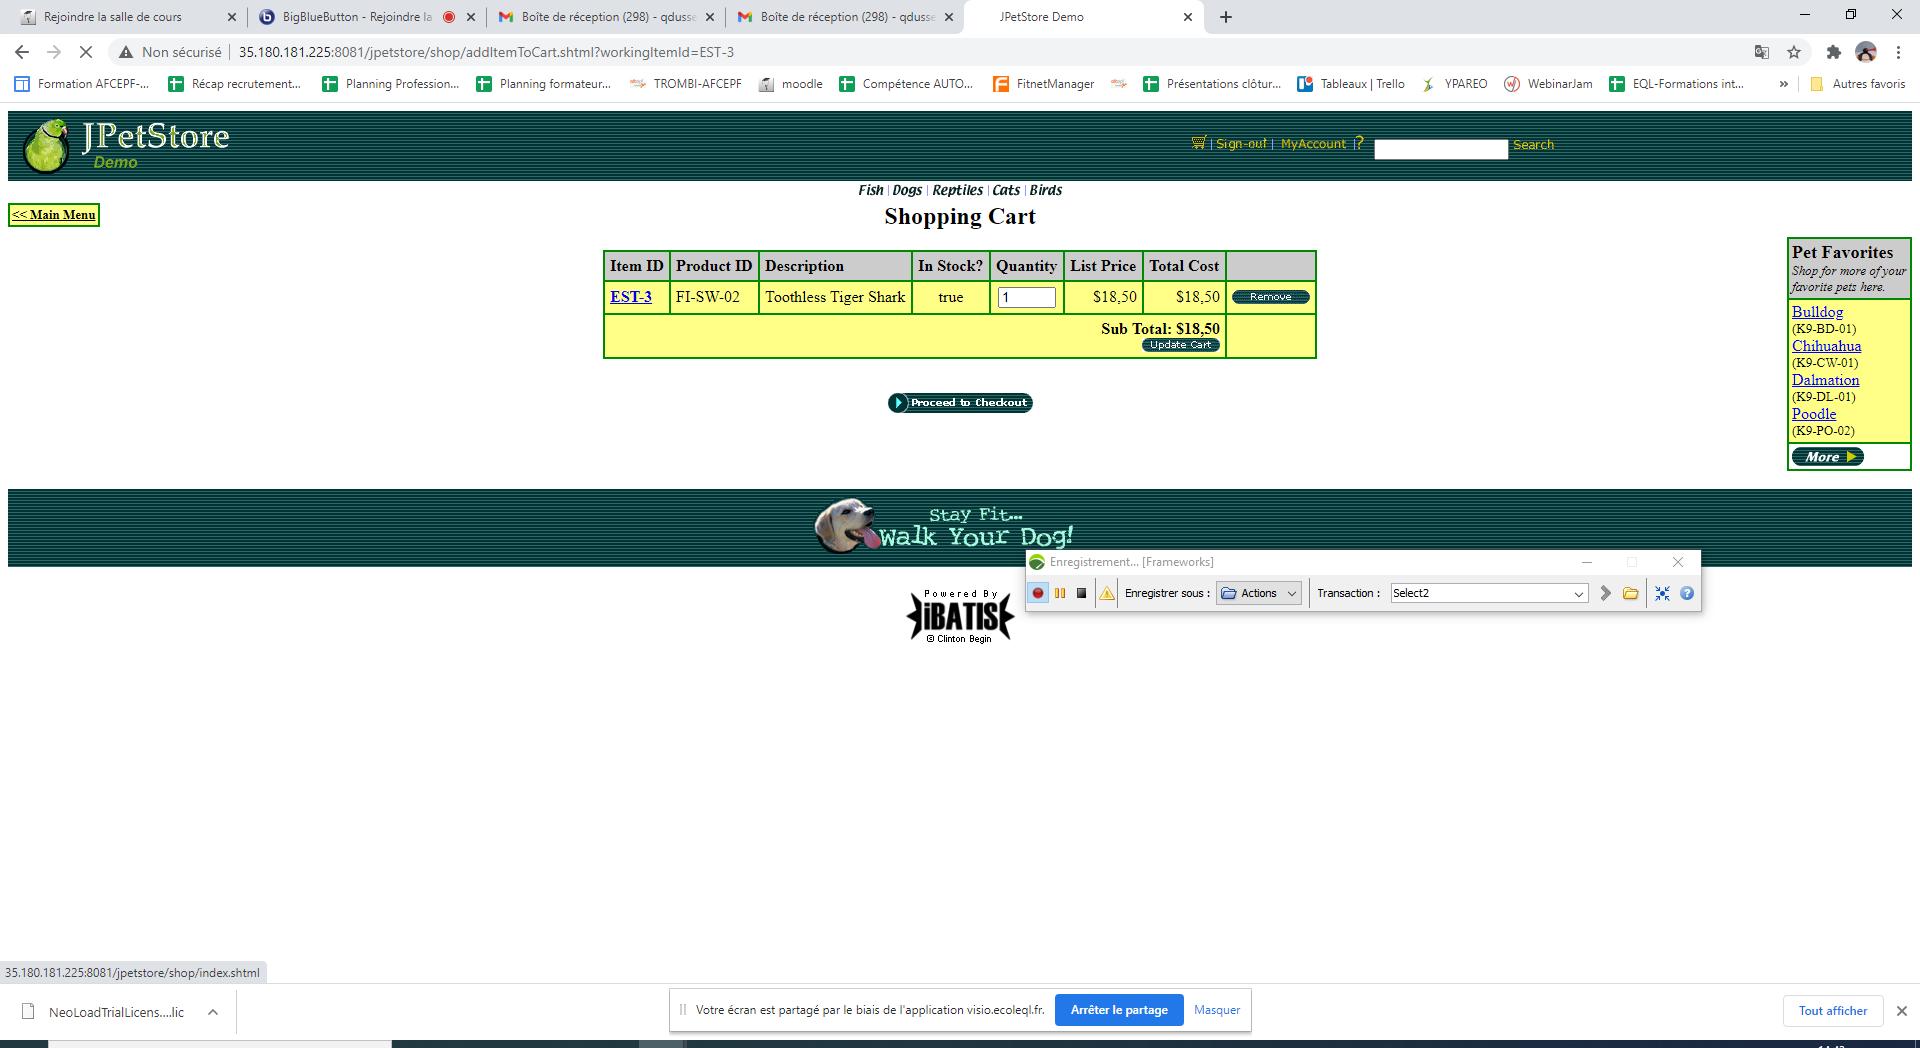 Rejoindre la salle de cours
BigBlueButton - Rejoindre la
Boîte de réception (298) - qdusse
Boîte de réception (298) - qdusse
JPetStore Demo
Non sécurisé | 35.180.181.225:8081/jpetstore/shop/addItemToCart.shtml?workingItemId=EST-3
Formation AFCEPF-... Récap recrutement... Planning Profession... Planning formateur... TROMBI-AFCEPF moodle Compétence AUTO... FitnetManager Présentations clôtur... Tableaux | Trello YPAREO WebinarJam EQL-Formations int... » Autres favoris
JPetStore
Demo
| Sign-out | MyAccount | ? Search
Fish | Dogs | Reptiles | Cats | Birds
<< Main Menu
Shopping Cart
Item ID Product ID Description In Stock? Quantity List Price Total Cost
EST-3 FI-SW-02 Toothless Tiger Shark true 1 $18,50 $18,50 Remove
Sub Total: $18,50
Update Cart
Proceed to Checkout
Pet Favorites
Shop for more of your
favorite pets here.
Bulldog
(K9-BD-01)
Chihuahua
(K9-CW-01)
Dalmation
(K9-DL-01)
Poodle
(K9-PO-02)
More
Stay Fit...
Walk Your Dog!
Enregistrement... [Frameworks]
Enregistrer sous : Actions Transaction : Select2
Powered By
iBATIS
© Clinton Begin
35.180.181.225:8081/jpetstore/shop/index.shtml
NeoLoadTrialLicens....lic
Votre écran est partagé par le biais de l'application visio.ecoleql.fr. Arrêter le partage Masquer
Tout afficher